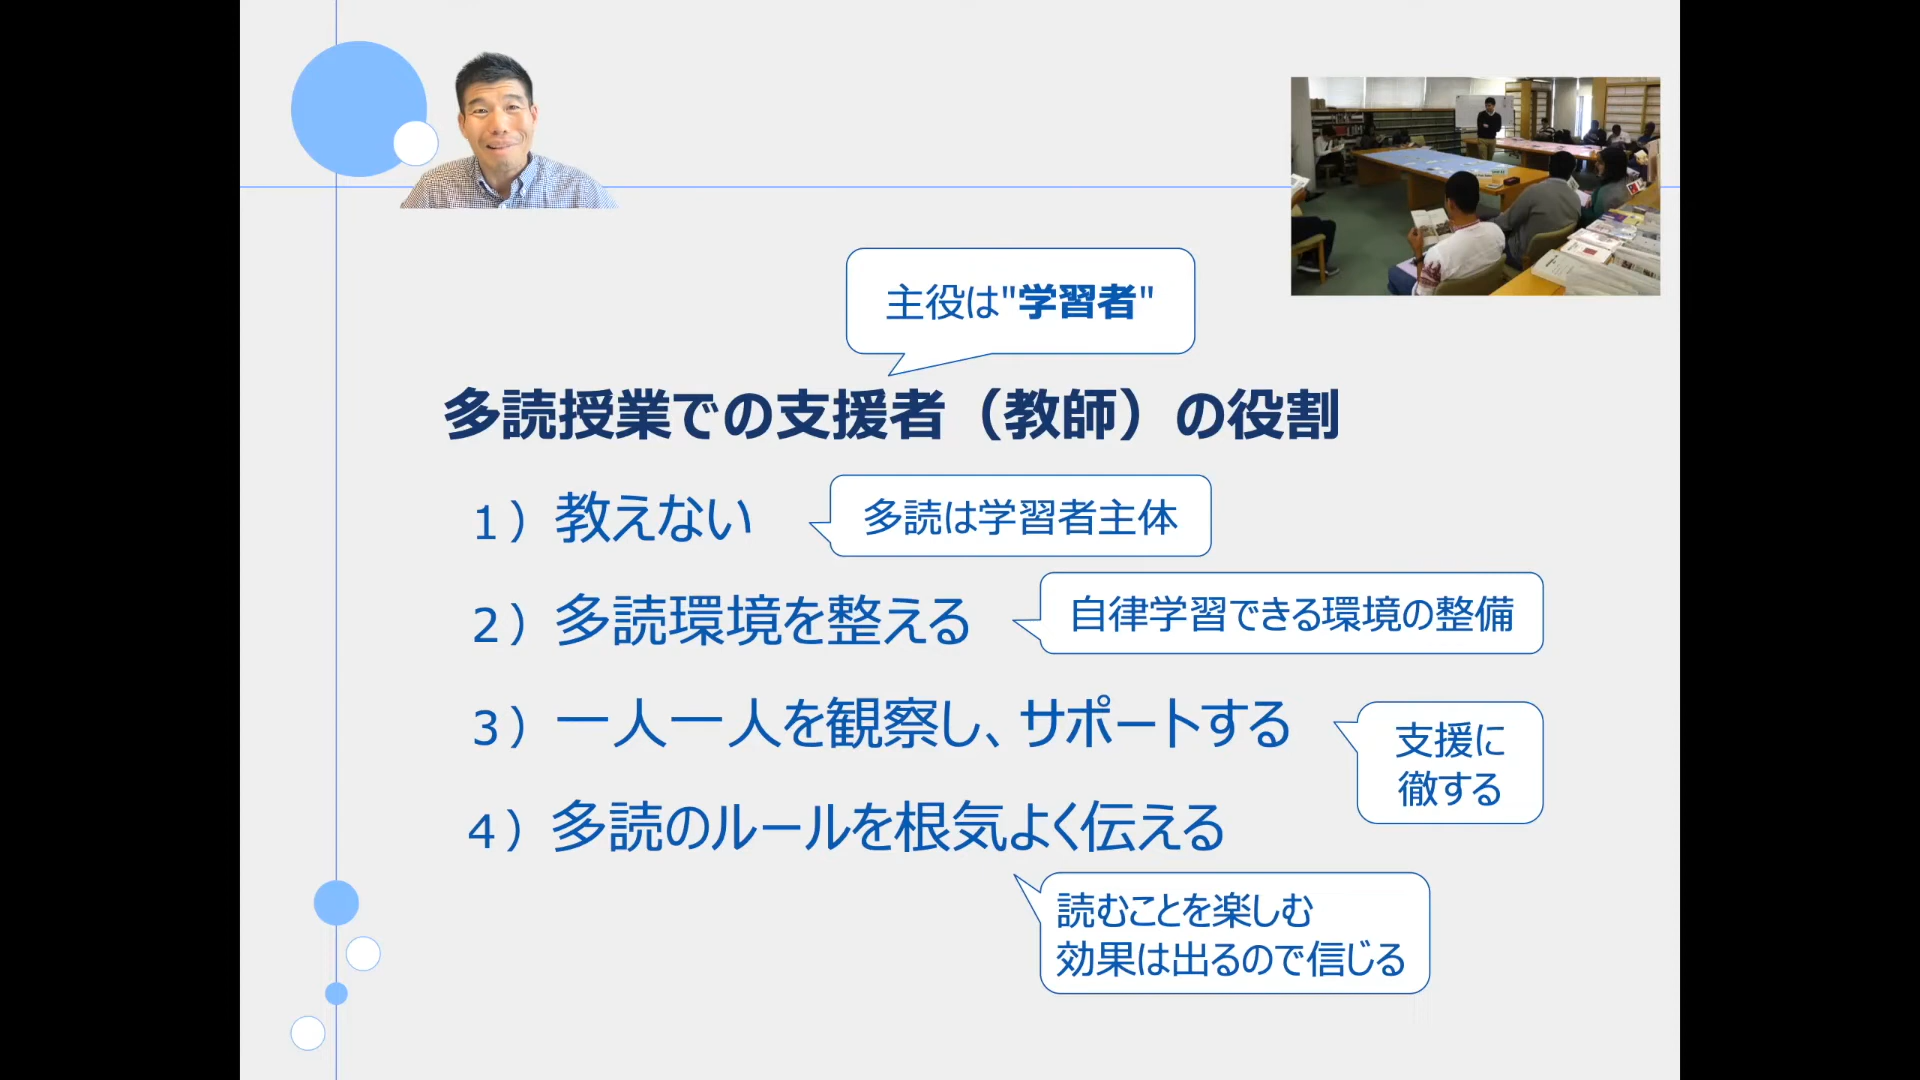 主役は"学習者"
多読授業での支援者（教師）の役割
1）教えない
多読は学習者主体
2）多読環境を整える
自律学習できる環境の整備
3）一人一人を観察し、サポートする
支援に
徹する
4）多読のルールを根気よく伝える
読むことを楽しむ
効果は出るので信じる